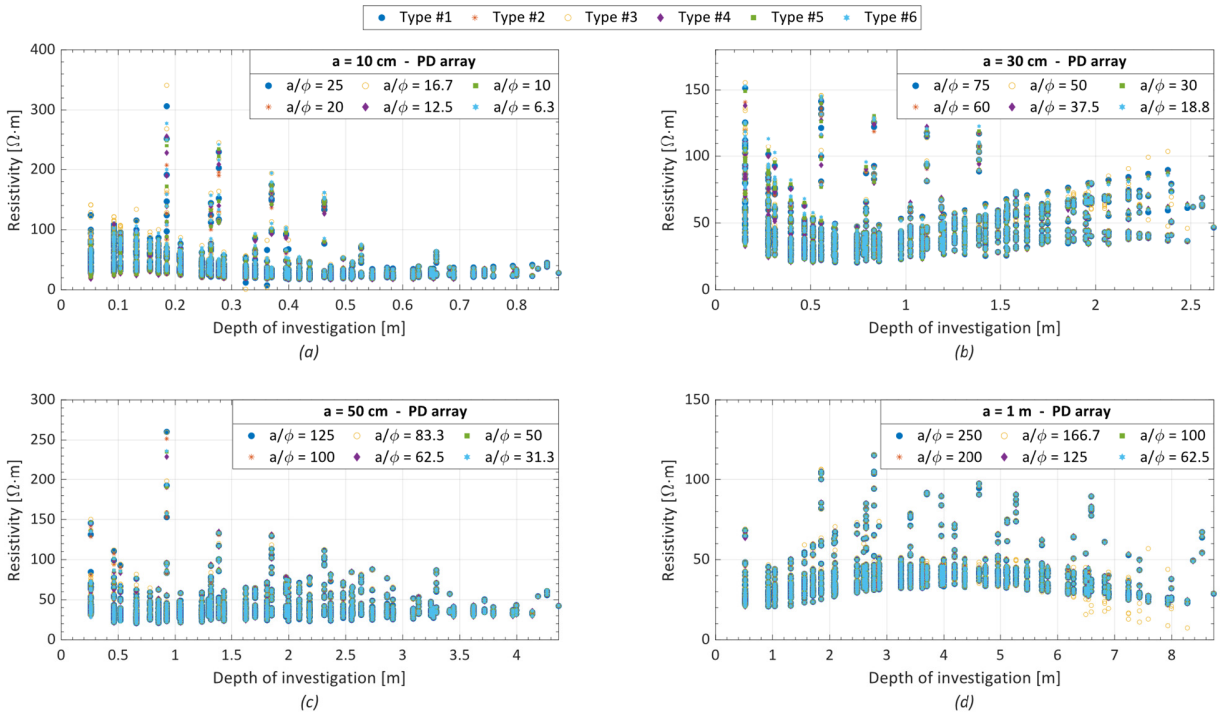 Type #1 Type #2 Type #3 Type #4 Type #5 Type #6
a = 10 cm - PD array
a/ϕ = 25 a/ϕ = 16.7 a/ϕ = 10
a/ϕ = 20 a/ϕ = 12.5 a/ϕ = 6.3
400
300
200
100
0
Resistivity [Ω·m]
0 0.1 0.2 0.3 0.4 0.5 0.6 0.7 0.8
Depth of investigation [m]
(a)
a = 30 cm - PD array
a/ϕ = 75 a/ϕ = 50 a/ϕ = 30
a/ϕ = 60 a/ϕ = 37.5 a/ϕ = 18.8
150
100
50
0
Resistivity [Ω·m]
0 0.5 1 1.5 2 2.5
Depth of investigation [m]
(b)
a = 50 cm - PD array
a/ϕ = 125 a/ϕ = 83.3 a/ϕ = 50
a/ϕ = 100 a/ϕ = 62.5 a/ϕ = 31.3
300
250
200
150
100
50
0
Resistivity [Ω·m]
0 0.5 1 1.5 2 2.5 3 3.5 4
Depth of investigation [m]
(c)
a = 1 m - PD array
a/ϕ = 250 a/ϕ = 166.7 a/ϕ = 100
a/ϕ = 200 a/ϕ = 125 a/ϕ = 62.5
150
100
50
0
Resistivity [Ω·m]
0 1 2 3 4 5 6 7 8
Depth of investigation [m]
(d)